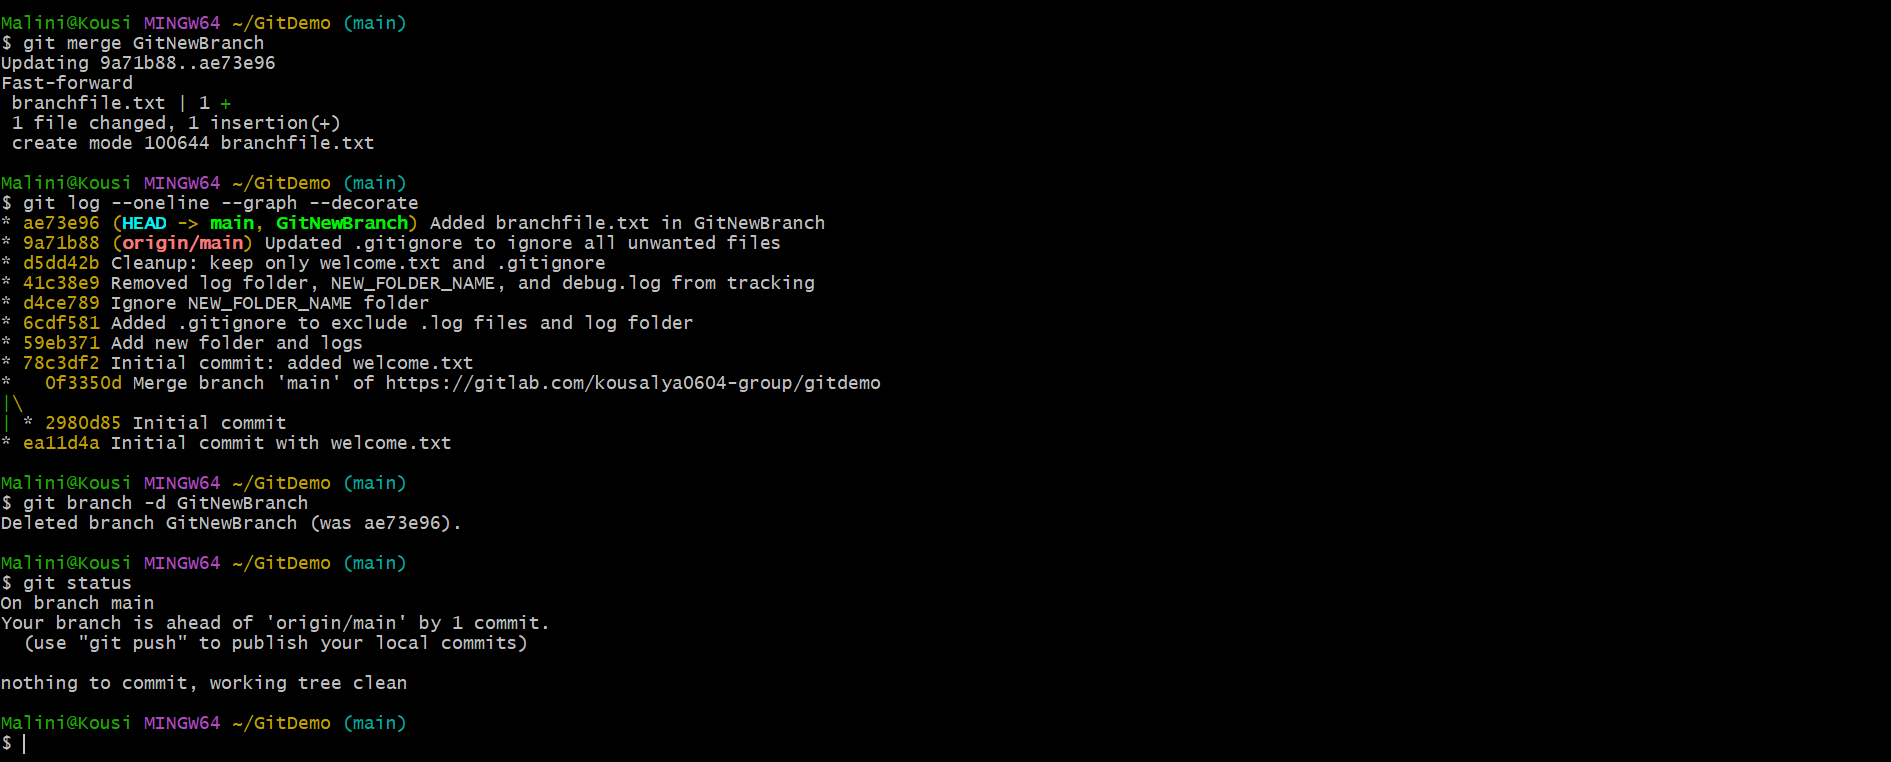 Malini@Kousi MINGW64 ~/GitDemo (main)
$ git merge GitNewBranch
Updating 9a71b88..ae73e96
Fast-forward
 branchfile.txt | 1 +
 1 file changed, 1 insertion(+)
 create mode 100644 branchfile.txt

Malini@Kousi MINGW64 ~/GitDemo (main)
$ git log --oneline --graph --decorate
* ae73e96 (HEAD -> main, GitNewBranch) Added branchfile.txt in GitNewBranch
* 9a71b88 (origin/main) Updated .gitignore to ignore all unwanted files
* d5dd42b Cleanup: keep only welcome.txt and .gitignore
* 41c38e9 Removed log folder, NEW_FOLDER_NAME, and debug.log from tracking
* d4ce789 Ignore NEW_FOLDER_NAME folder
* 6cdf581 Added .gitignore to exclude .log files and log folder
* 59eb371 Add new folder and logs
* 78c3df2 Initial commit: added welcome.txt
*   0f3350d Merge branch 'main' of https://gitlab.com/kousalya0604-group/gitdemo
|\
| * 2980d85 Initial commit
* ea11d4a Initial commit with welcome.txt

Malini@Kousi MINGW64 ~/GitDemo (main)
$ git branch -d GitNewBranch
Deleted branch GitNewBranch (was ae73e96).

Malini@Kousi MINGW64 ~/GitDemo (main)
$ git status
On branch main
Your branch is ahead of 'origin/main' by 1 commit.
  (use "git push" to publish your local commits)

nothing to commit, working tree clean

Malini@Kousi MINGW64 ~/GitDemo (main)
$